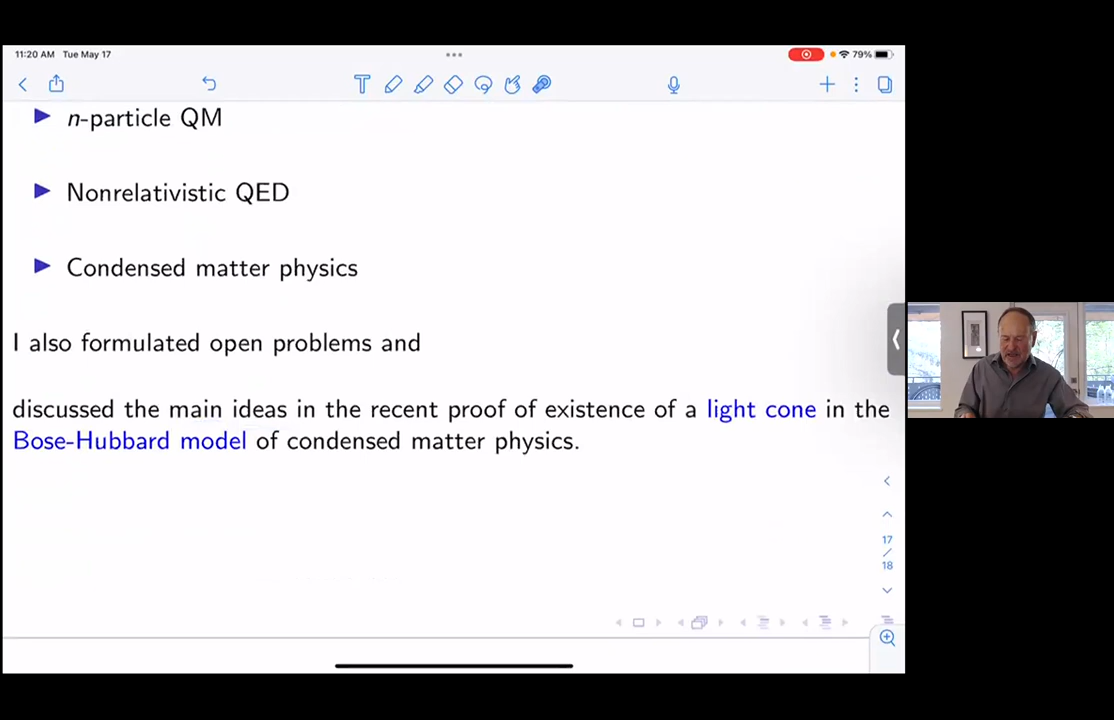 11:20 AM Tue May 17
79%
T
▶ n-particle QM
▶ Nonrelativistic QED
▶ Condensed matter physics
I also formulated open problems and
discussed the main ideas in the recent proof of existence of a light cone in the
Bose-Hubbard model of condensed matter physics.
17
/
18